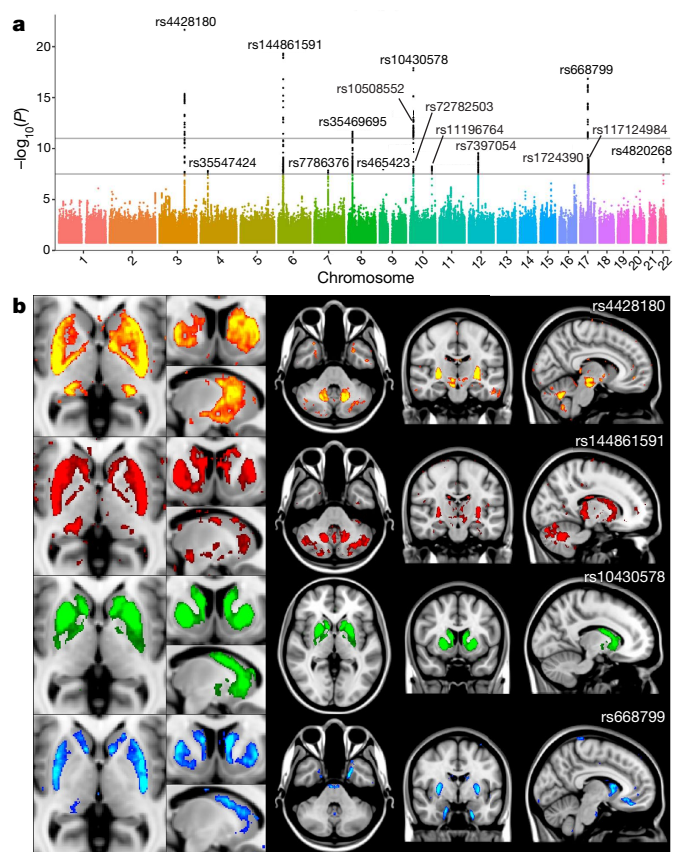 a
rs4428180
rs144861591
rs10430578
rs668799
rs10508552
rs72782503
rs35469695
rs11196764
rs117124984
rs7397054
rs35547424
rs7786376
rs465423
rs1724390
rs4820268
–log10(P)
20
15
10
5
0
1 2 3 4 5 6 7 8 9 10 11 12 13 14 15 16 17 18 19 20 21 22
Chromosome
b
rs4428180
rs144861591
rs10430578
rs668799